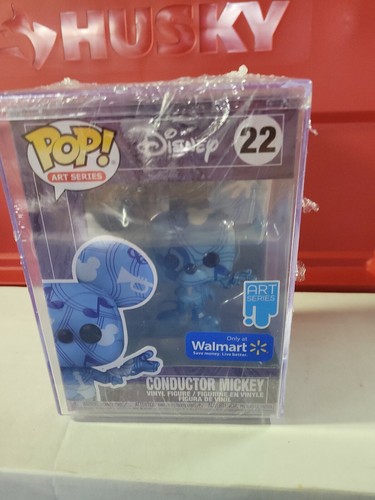 HUSKY
POP!
ART SERIES
Disney
22
ART
SERIES
Only at
Walmart
Save money. Live better.
CONDUCTOR MICKEY
VINYL FIGURE / FIGURINE EN VINYLE
FIGURA DE VINIL